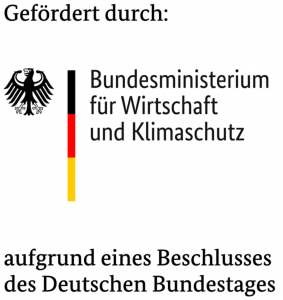 Gefördert durch:
Bundesministerium
für Wirtschaft
und Klimaschutz
aufgrund eines Beschlusses
des Deutschen Bundestages